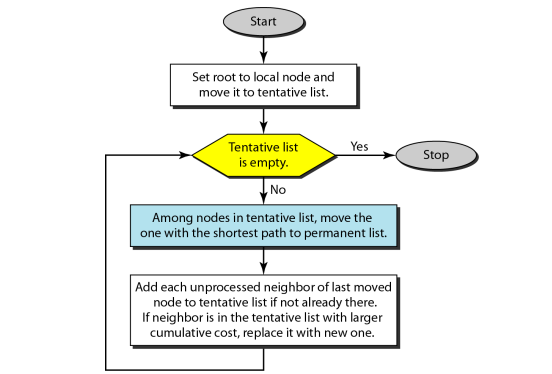 Start
Set root to local node and
move it to tentative list.
Tentative list
is empty.
Yes
Stop
No
Among nodes in tentative list, move the
one with the shortest path to permanent list.
Add each unprocessed neighbor of last moved
node to tentative list if not already there.
If neighbor is in the tentative list with larger
cumulative cost, replace it with new one.